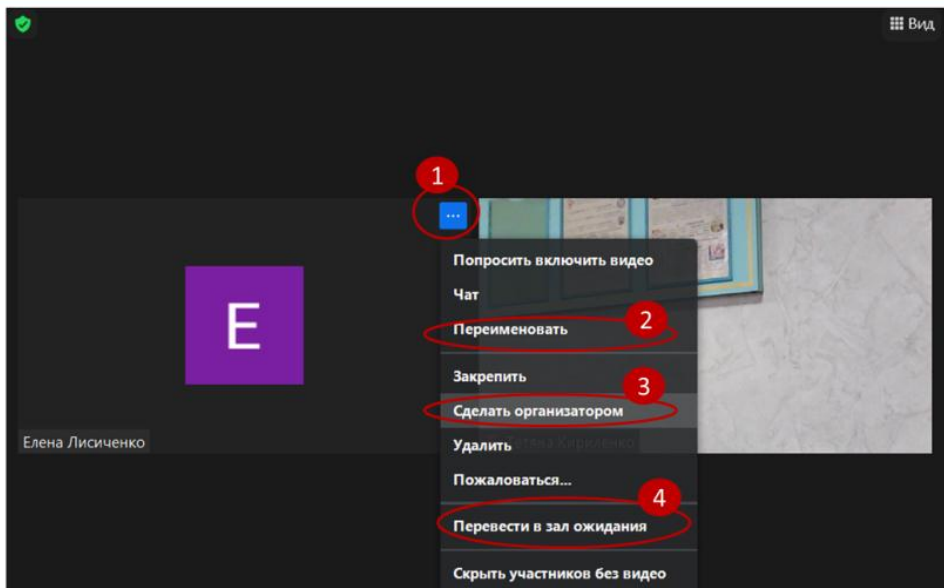 Вид
1
...
Попросить включить видео
Чат
Переименовать
2
E
Закрепить
3
Сделать организатором
Елена Лисиченко
Удалить
Пожаловаться...
4
Перевести в зал ожидания
Скрыть участников без видео